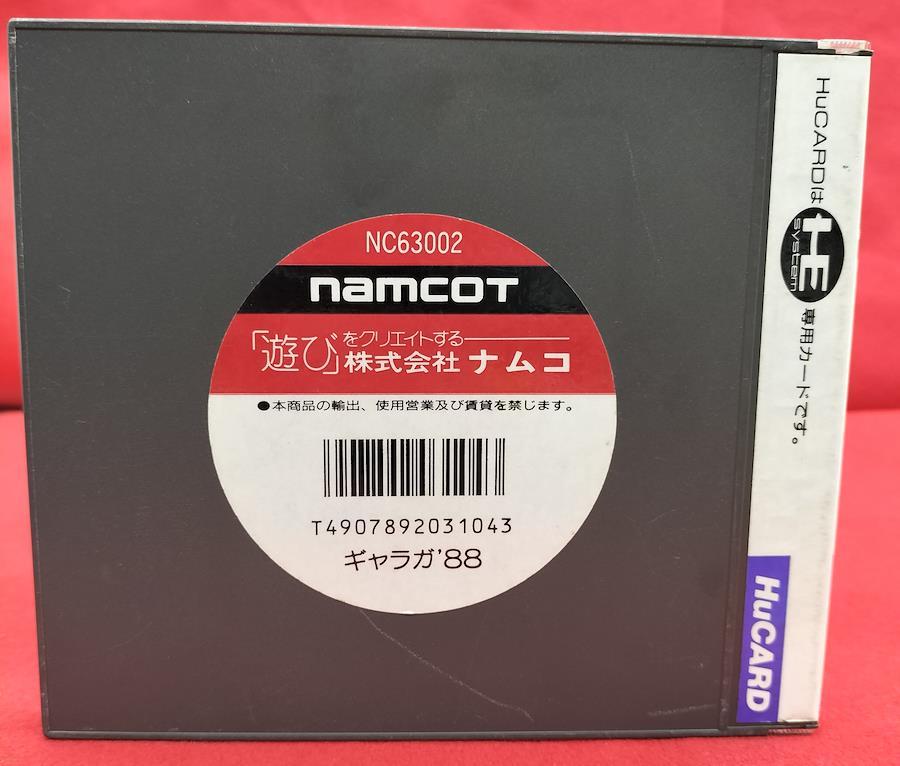 NC63002
namcoT
「遊び」をクリエイトする
株式会社 ナムコ
●本商品の輸出、使用営業及び賃貸を禁じます。
T4907892031043
ギャラガ'88
HuCARDは HE system 専用カードです。
HuCARD